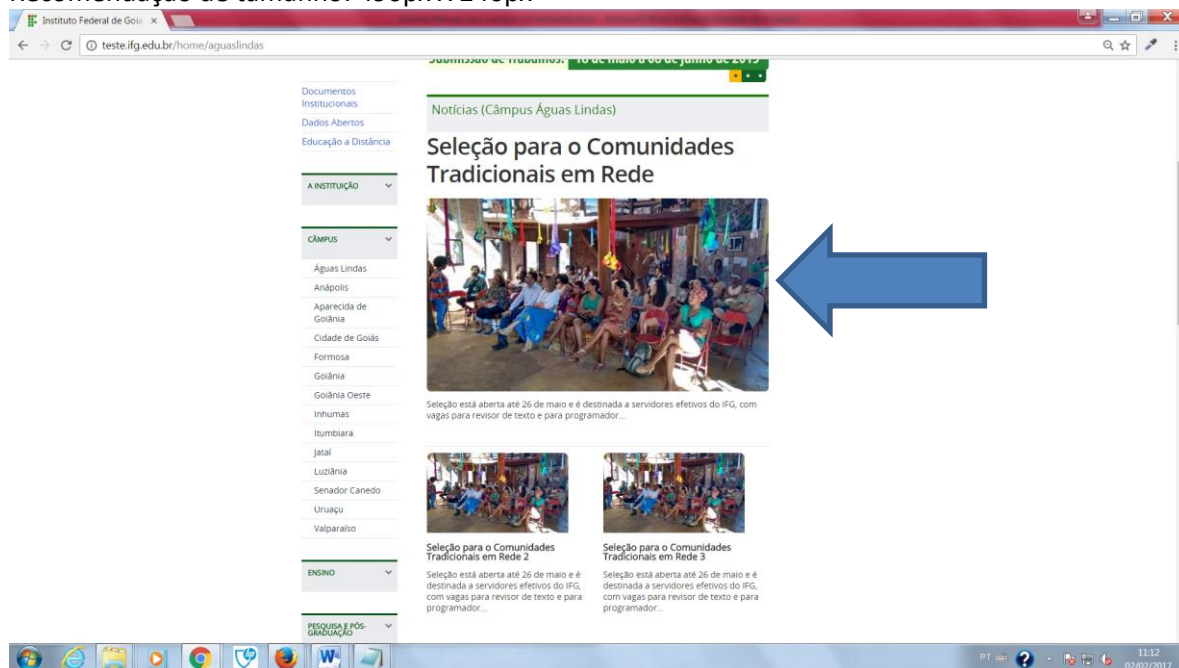 Instituto Federal de Goiá
teste.ifg.edu.br/home/aguaslindas
Documentos
Institucionais
Dados Abertos
Educação a Distância
A INSTITUIÇÃO
CÂMPUS
Águas Lindas
Anápolis
Aparecida de
Goiânia
Cidade de Goiás
Formosa
Goiânia
Goiânia Oeste
Inhumas
Itumbiara
Jataí
Luziânia
Senador Canedo
Uruaçu
Valparaíso
ENSINO
PESQUISA E PÓS-
GRADUAÇÃO
Notícias (Câmpus Águas Lindas)
Seleção para o Comunidades
Tradicionais em Rede
Seleção está aberta até 26 de maio e é destinada a servidores efetivos do IFG, com
vagas para revisor de texto e para programador...
Seleção para o Comunidades
Tradicionais em Rede 2
Seleção está aberta até 26 de maio e é
destinada a servidores efetivos do IFG,
com vagas para revisor de texto e para
programador...
Seleção para o Comunidades
Tradicionais em Rede 3
Seleção está aberta até 26 de maio e é
destinada a servidores efetivos do IFG,
com vagas para revisor de texto e para
programador...
PT
11:12
02/02/2017